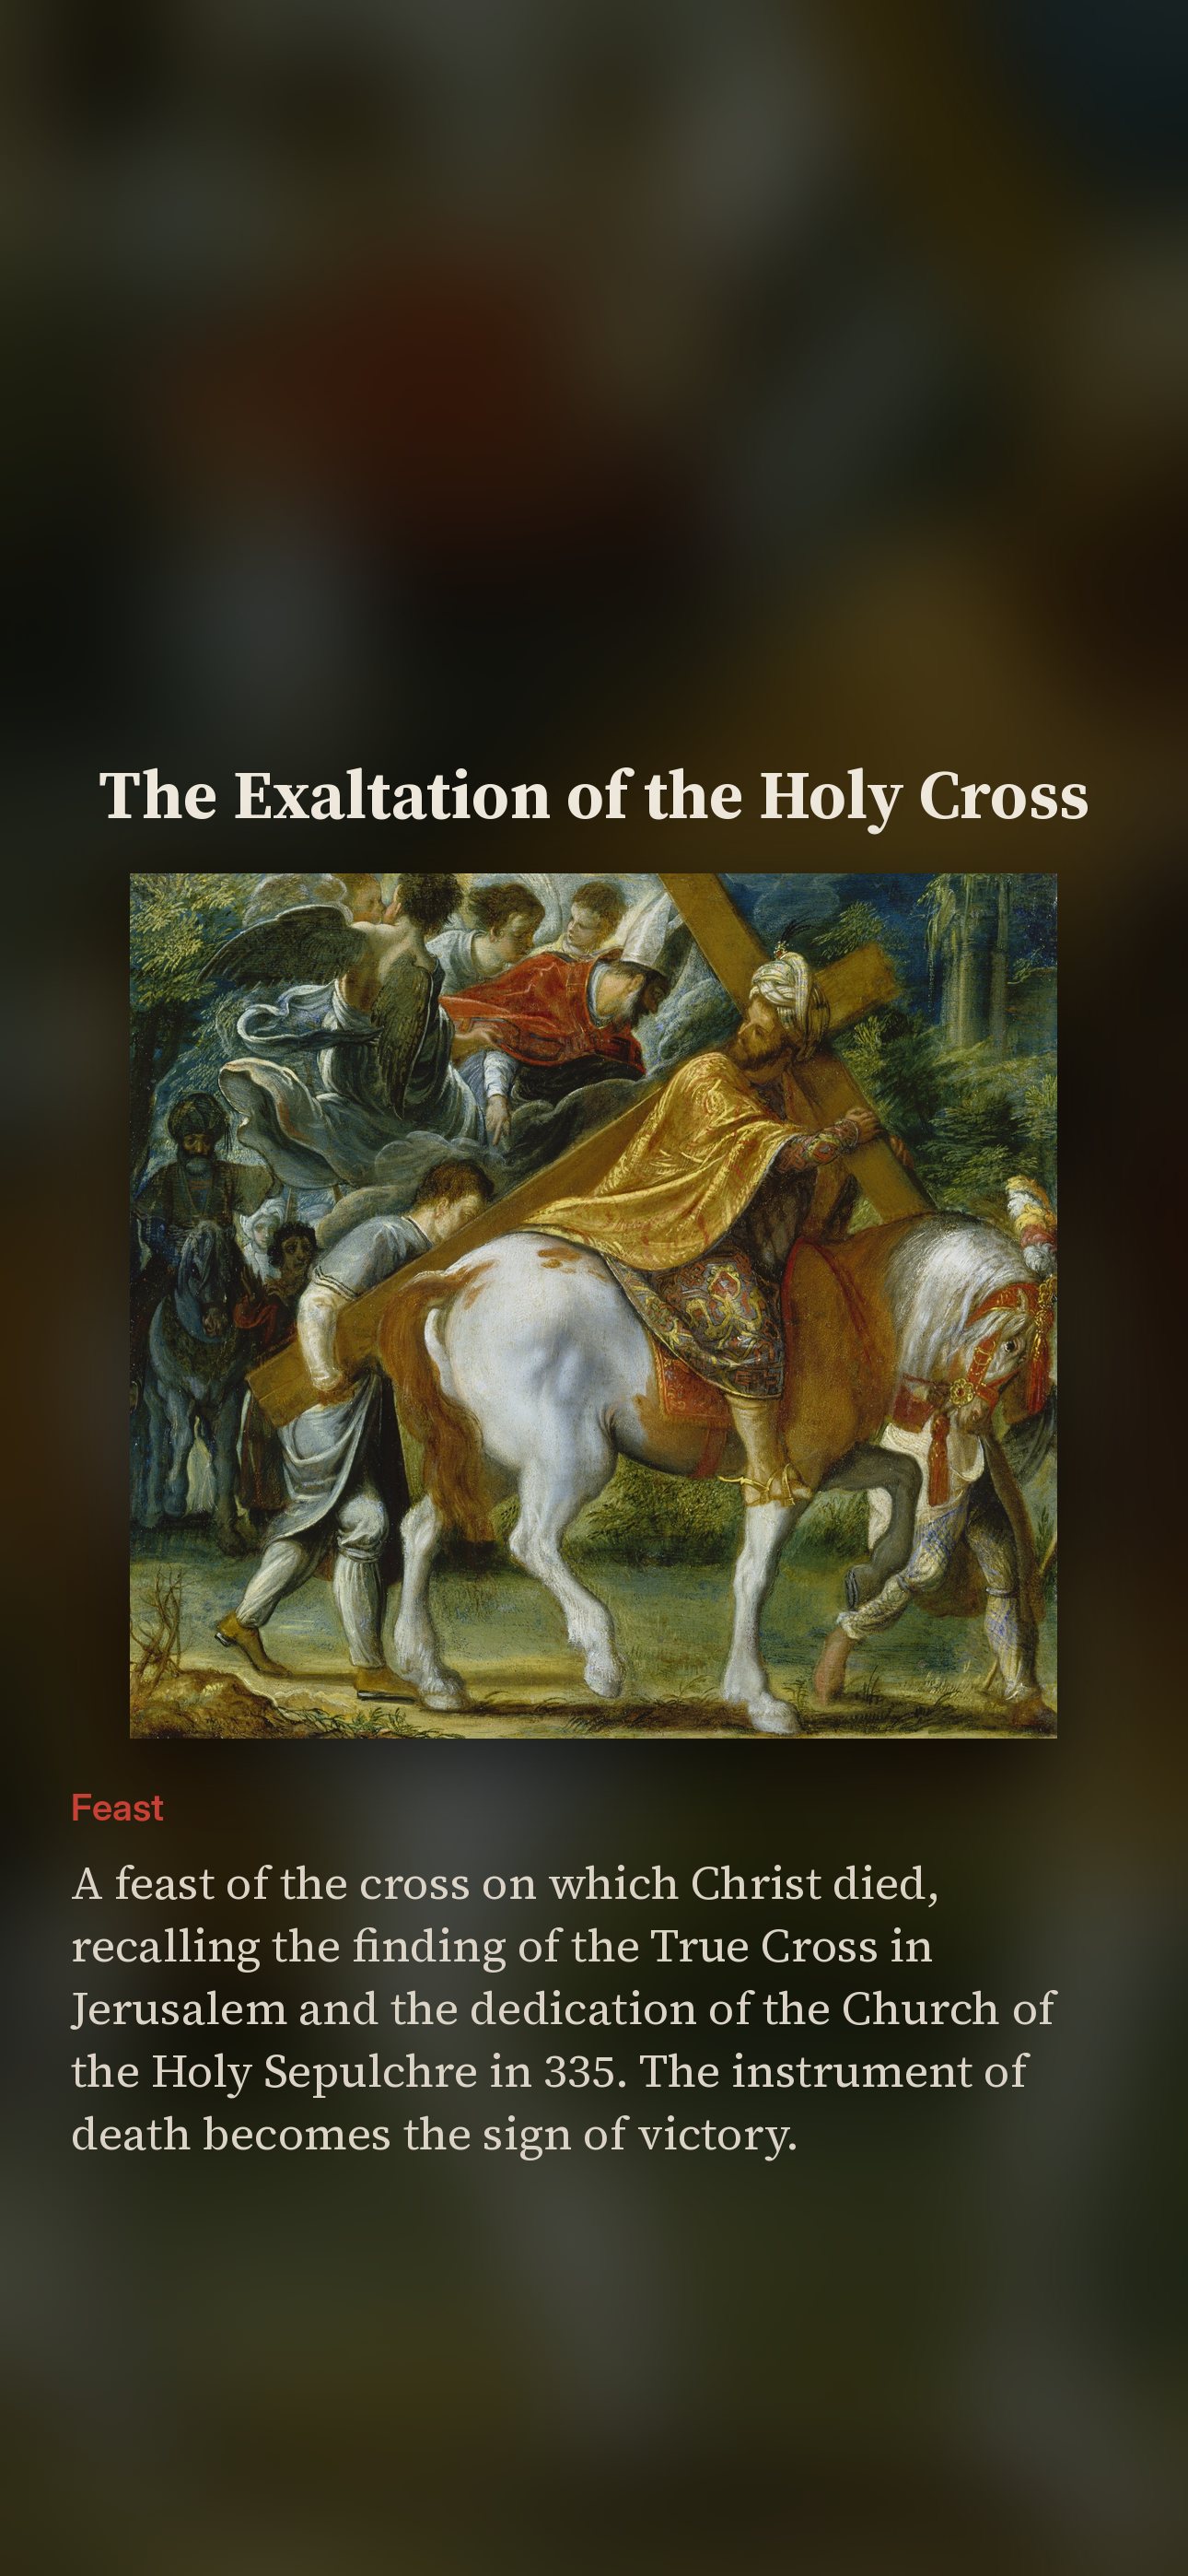 The Exaltation of the Holy Cross
Feast
A feast of the cross on which Christ died,
recalling the finding of the True Cross in
Jerusalem and the dedication of the Church of
the Holy Sepulchre in 335. The instrument of
death becomes the sign of victory.